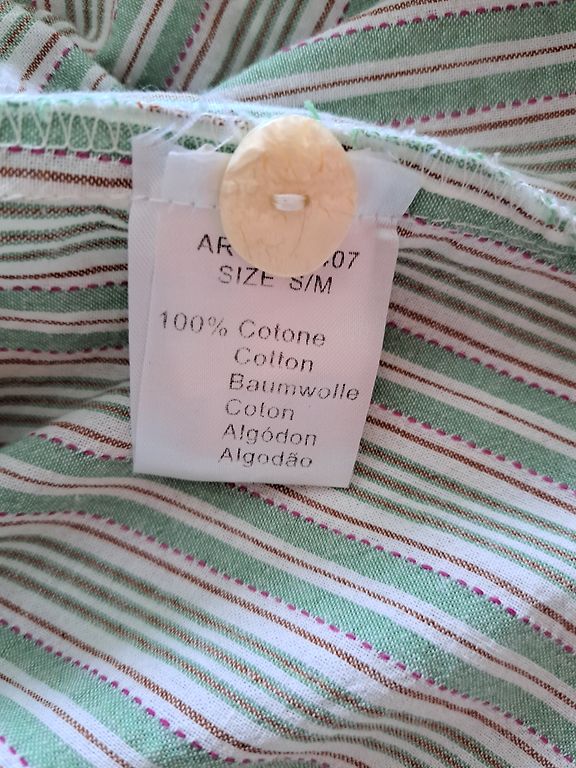 AR 07
SIZE S/M
100% Cotone
Cotton
Baumwolle
Coton
Algódon
Algodão